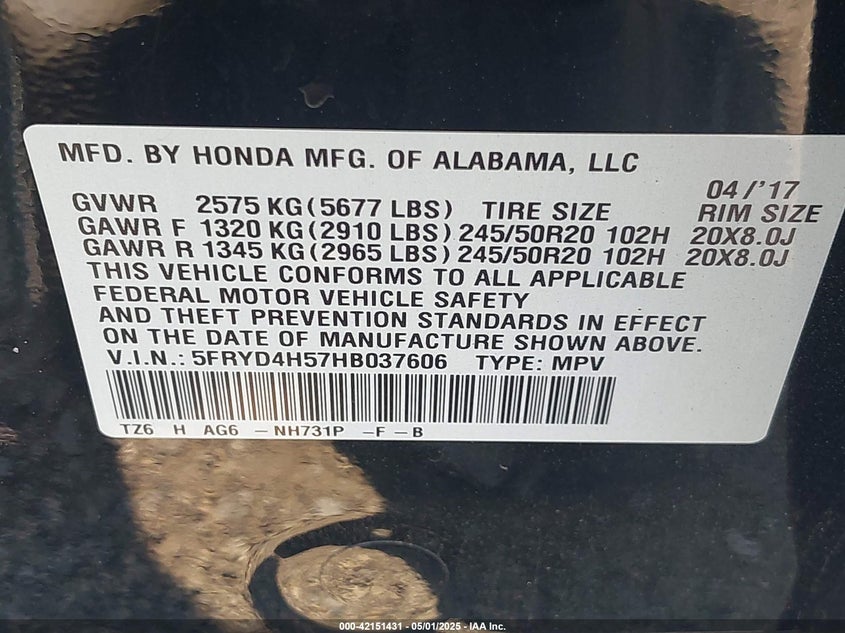 MFD. BY HONDA MFG. OF ALABAMA, LLC
04/'17
GVWR 2575 KG(5677 LBS) TIRE SIZE RIM SIZE
GAWR F 1320 KG(2910 LBS) 245/50R20 102H 20X8.0J
GAWR R 1345 KG(2965 LBS) 245/50R20 102H 20X8.0J
THIS VEHICLE CONFORMS TO ALL APPLICABLE
FEDERAL MOTOR VEHICLE SAFETY
AND THEFT PREVENTION STANDARDS IN EFFECT
ON THE DATE OF MANUFACTURE SHOWN ABOVE.
V.I.N.: 5FRYD4H57HB037606 TYPE: MPV
TZ6 H AG6 -NH731P -F-B
000-42151431 - 05/01/2025 - IAA Inc.